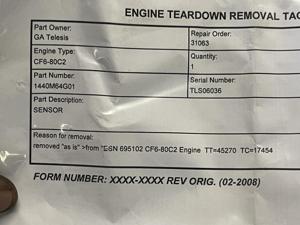 ENGINE TEARDOWN REMOVAL TAG
Part Owner:
GA Telesis
Repair Order:
31063
Engine Type:
CF6-80C2
Quantity:
1
Part Number:
1440M64G01
Serial Number:
TLS06036
Part Description:
SENSOR
Reason for removal:
removed "as is" >from "ESN 695102 CF6-80C2 Engine TT=45270 TC=17454
FORM NUMBER: XXXX-XXXX REV ORIG. (02-2008)